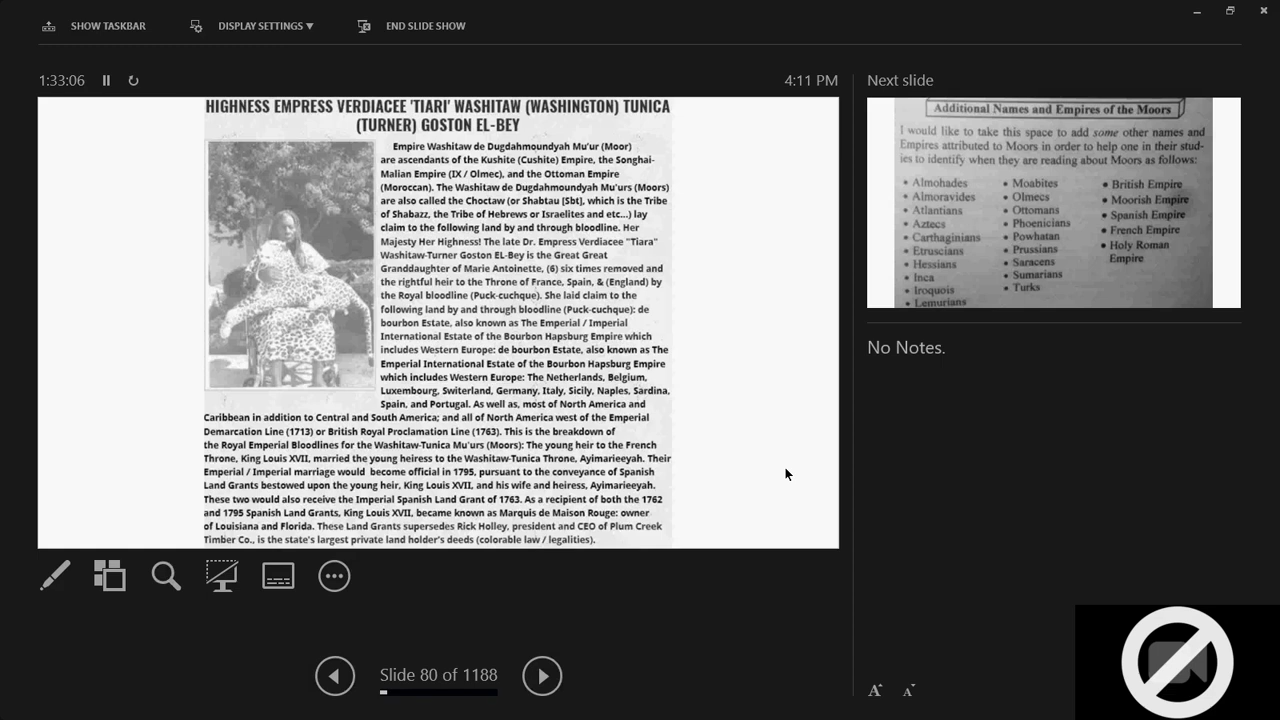 SHOW TASKBAR
DISPLAY SETTINGS ▼
END SLIDE SHOW
1:33:06
4:11 PM
HIGHNESS EMPRESS VERDIACEE 'TIARI' WASHITAW (WASHINGTON) TUNICA
(TURNER) GOSTON EL-BEY
Empire Washitaw de Dugdahmoundyah Mu'ur (Moor)
are ascendants of the Kushite (Cushite) Empire, the Songhai-
Malian Empire (IX / Olmec), and the Ottoman Empire
(Moroccan). The Washitaw de Dugdahmoundyah Mu'urs (Moors)
are also called the Choctaw (or Shabtau [Sbt], which is the Tribe
of Shabazz, the Tribe of Hebrews or Israelites and etc...) lay
claim to the following land by and through bloodline. Her
Majesty Her Highness! The late Dr. Empress Verdiacee "Tiara"
Washitaw-Turner Goston EL-Bey is the Great Great
Granddaughter of Marie Antoinette, (6) six times removed and
the rightful heir to the Throne of France, Spain, & (England) by
the Royal bloodline (Puck-cuchque). She laid claim to the
following land by and through bloodline (Puck-cuchque): de
bourbon Estate, also known as The Emperial / Imperial
International Estate of the Bourbon Hapsburg Empire which
includes Western Europe: de bourbon Estate, also known as The
Emperial International Estate of the Bourbon Hapsburg Empire
which includes Western Europe: The Netherlands, Belgium,
Luxembourg, Switerland, Germany, Italy, Sicily, Naples, Sardina,
Spain, and Portugal. As well as, most of North America and
Caribbean in addition to Central and South America; and all of North America west of the Emperial
Demarcation Line (1713) or British Royal Proclamation Line (1763). This is the breakdown of
the Royal Emperial Bloodlines for the Washitaw-Tunica Mu'urs (Moors): The young heir to the French
Throne, King Louis XVII, married the young heiress to the Washitaw-Tunica Throne, Ayimarieeyah. Their
Emperial / Imperial marriage would become official in 1795, pursuant to the conveyance of Spanish
Land Grants bestowed upon the young heir, King Louis XVII, and his wife and heiress, Ayimarieeyah.
These two would also receive the Imperial Spanish Land Grant of 1763. As a recipient of both the 1762
and 1795 Spanish Land Grants, King Louis XVII, became known as Marquis de Maison Rouge: owner
of Louisiana and Florida. These Land Grants supersedes Rick Holley, president and CEO of Plum Creek
Timber Co., is the state's largest private land holder's deeds (colorable law / legalities).
Next slide
Additional Names and Empires of the Moors
I would like to take this space to add some other names and
Empires attributed to Moors in order to help one in their stud-
ies to identify when they are reading about Moors as follows:
• Almohades
• Almoravides
• Atlantians
• Aztecs
• Carthaginians
• Etruscians
• Hessians
• Inca
• Iroquois
• Lemurians
• Moabites
• Olmecs
• Ottomans
• Phoenicians
• Powhatan
• Prussians
• Saracens
• Sumarians
• Turks
• British Empire
• Moorish Empire
• Spanish Empire
• French Empire
• Holy Roman
Empire
No Notes.
Slide 80 of 1188
A A